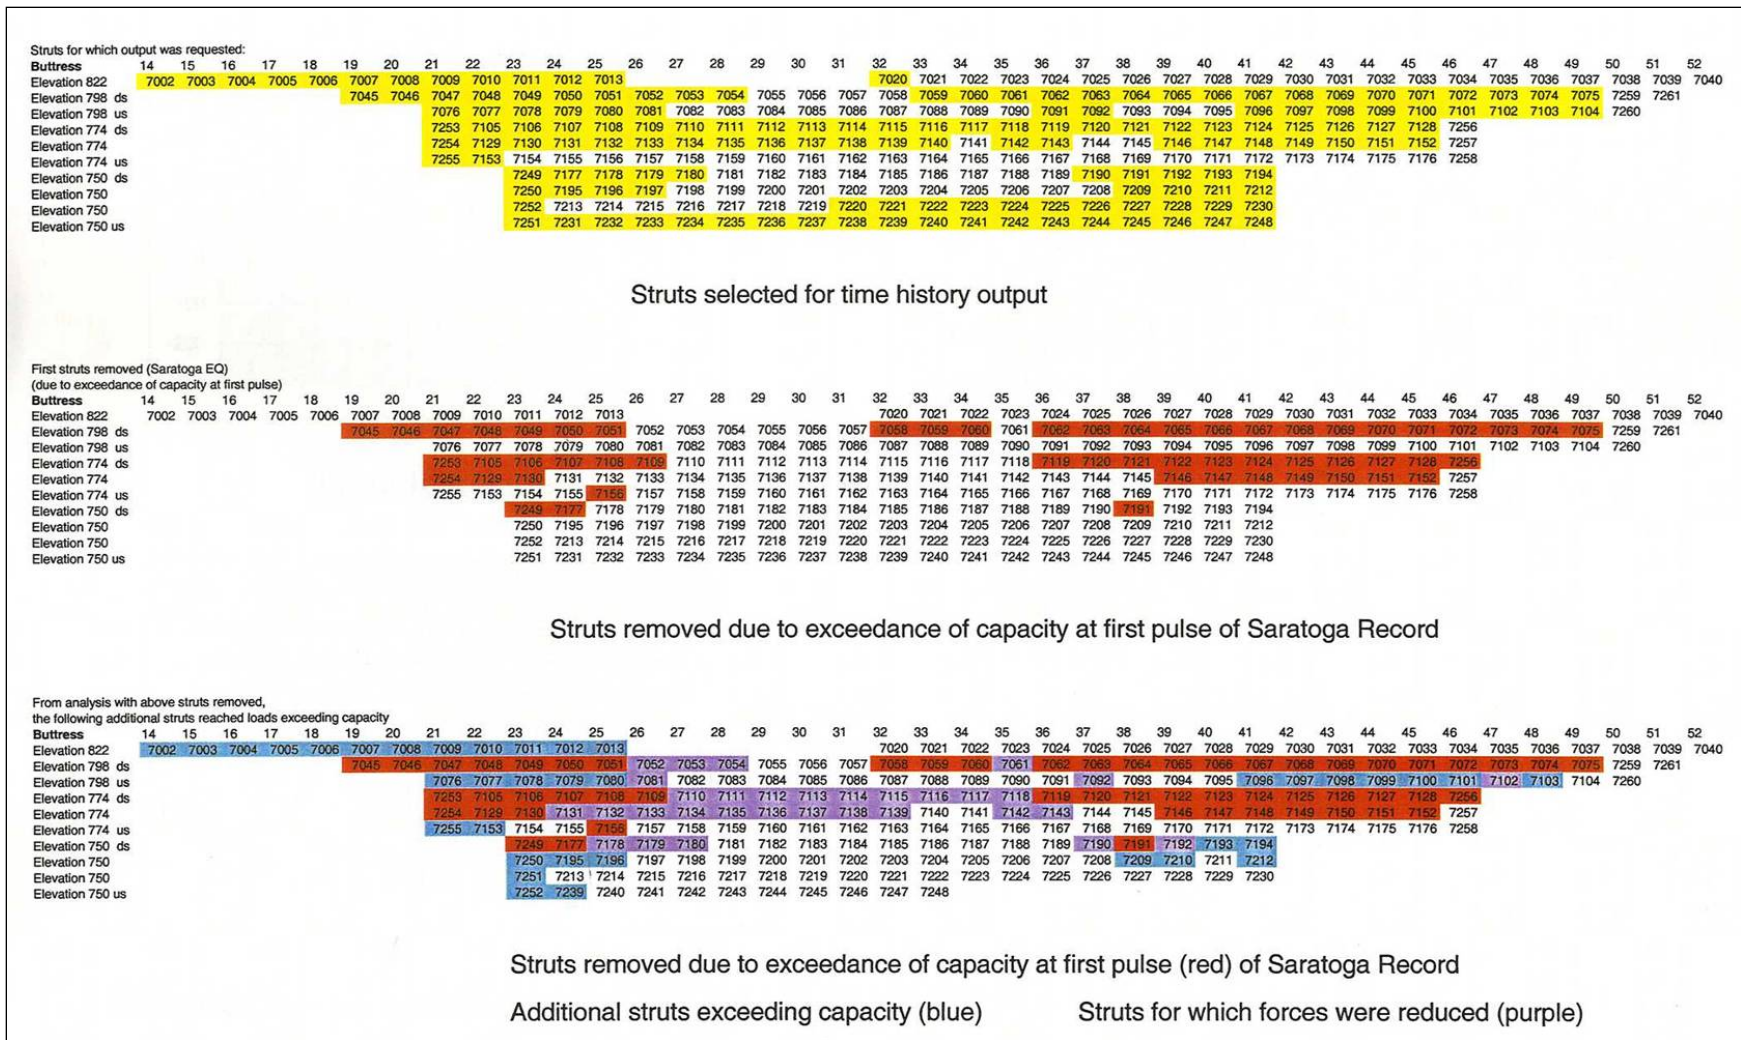 Struts for which output was requested:
Buttress 14 15 16 17 18 19 20 21 22 23 24 25 26 27 28 29 30 31 32 33 34 35 36 37 38 39 40 41 42 43 44 45 46 47 48 49 50 51 52
Elevation 822 7002 7003 7004 7005 7006 7007 7008 7009 7010 7011 7012 7013 7020 7021 7022 7023 7024 7025 7026 7027 7028 7029 7030 7031 7032 7033 7034 7035 7036 7037 7038 7039 7040
Elevation 798 ds 7045 7046 7047 7048 7049 7050 7051 7052 7053 7054 7055 7056 7057 7058 7059 7060 7061 7062 7063 7064 7065 7066 7067 7068 7069 7070 7071 7072 7073 7074 7075 7259 7261
Elevation 798 us 7076 7077 7078 7079 7080 7081 7082 7083 7084 7085 7086 7087 7088 7089 7090 7091 7092 7093 7094 7095 7096 7097 7098 7099 7100 7101 7102 7103 7104 7260
Elevation 774 ds 7253 7105 7106 7107 7108 7109 7110 7111 7112 7113 7114 7115 7116 7117 7118 7119 7120 7121 7122 7123 7124 7125 7126 7127 7128 7256
Elevation 774 7254 7129 7130 7131 7132 7133 7134 7135 7136 7137 7138 7139 7140 7141 7142 7143 7144 7145 7146 7147 7148 7149 7150 7151 7152 7257
Elevation 774 us 7255 7153 7154 7155 7156 7157 7158 7159 7160 7161 7162 7163 7164 7165 7166 7167 7168 7169 7170 7171 7172 7173 7174 7175 7176 7258
Elevation 750 ds 7249 7177 7178 7179 7180 7181 7182 7183 7184 7185 7186 7187 7188 7189 7190 7191 7192 7193 7194
Elevation 750 7250 7195 7196 7197 7198 7199 7200 7201 7202 7203 7204 7205 7206 7207 7208 7209 7210 7211 7212
Elevation 750 7252 7213 7214 7215 7216 7217 7218 7219 7220 7221 7222 7223 7224 7225 7226 7227 7228 7229 7230
Elevation 750 us 7251 7231 7232 7233 7234 7235 7236 7237 7238 7239 7240 7241 7242 7243 7244 7245 7246 7247 7248
Struts selected for time history output
First struts removed (Saratoga EQ)
(due to exceedance of capacity at first pulse)
Buttress 14 15 16 17 18 19 20 21 22 23 24 25 26 27 28 29 30 31 32 33 34 35 36 37 38 39 40 41 42 43 44 45 47 48 49 50 51 52
Elevation 822 7002 7003 7004 7005 7006 7007 7008 7009 7010 7011 7012 7013 7020 7021 7022 7023 7024 7025 7026 7027 7028 7029 7030 7031 7032 7033 7034 7035 7036 7037 7038 7039 7040
Elevation 798 ds 7045 7046 7047 7048 7049 7050 7051 7052 7053 7054 7055 7056 7057 7058 7059 7060 7061 7062 7063 7064 7065 7066 7067 7068 7069 7070 7071 7072 7073 7074 7075 7259 7261
Elevation 798 us 7076 7077 7078 7079 7080 7081 7082 7083 7084 7085 7086 7087 7088 7089 7090 7091 7092 7093 7094 7095 7096 7097 7098 7099 7100 7101 7102 7103 7104 7260
Elevation 774 ds 7253 7105 7106 7107 7108 7109 7110 7111 7112 7113 7114 7115 7116 7117 7118 7119 7120 7121 7122 7123 7124 7125 7126 7127 7128 7256
Elevation 774 7254 7129 7130 7131 7132 7133 7134 7135 7136 7137 7138 7139 7140 7141 7142 7143 7144 7145 7146 7147 7148 7149 7150 7151 7152 7257
Elevation 774 us 7255 7153 7154 7155 7156 7157 7158 7159 7160 7161 7162 7163 7164 7165 7166 7167 7168 7169 7170 7171 7172 7173 7174 7175 7176 7258
Elevation 750 ds 7249 7177 7178 7179 7180 7181 7182 7183 7184 7185 7186 7187 7188 7189 7190 7191 7192 7193 7194
Elevation 750 7250 7195 7196 7197 7198 7199 7200 7201 7202 7203 7204 7205 7206 7207 7208 7209 7210 7211 7212
Elevation 750 7252 7213 7214 7215 7216 7217 7218 7219 7220 7221 7222 7223 7224 7225 7226 7227 7228 7229 7230
Elevation 750 us 7251 7231 7232 7233 7234 7235 7236 7237 7238 7239 7240 7241 7242 7243 7244 7245 7246 7247 7248
Struts removed due to exceedance of capacity at first pulse of Saratoga Record
From analysis with above struts removed,
the following additional struts reached loads exceeding capacity
Buttress 14 15 16 17 18 19 20 21 22 23 24 25 26 27 28 29 30 31 32 33 34 35 36 37 38 39 40 41 42 43 44 45 47 48 49 50 51 52
Elevation 822 7002 7003 7004 7005 7006 7007 7008 7009 7010 7011 7012 7013 7020 7021 7022 7023 7024 7025 7026 7027 7028 7029 7030 7031 7032 7033 7034 7035 7036 7037 7038 7039 7040
Elevation 798 ds 7045 7046 7047 7048 7049 7050 7051 7052 7053 7054 7055 7056 7057 7058 7059 7060 7061 7062 7063 7064 7065 7066 7067 7068 7069 7070 7071 7072 7073 7074 7075 7259 7261
Elevation 798 us 7076 7077 7078 7079 7080 7081 7082 7083 7084 7085 7086 7087 7088 7089 7090 7091 7092 7093 7094 7095 7096 7097 7098 7099 7100 7101 7102 7103 7104 7260
Elevation 774 ds 7253 7105 7106 7107 7108 7109 7110 7111 7112 7113 7114 7115 7116 7117 7118 7119 7120 7121 7122 7123 7124 7125 7126 7127 7128 7256
Elevation 774 7254 7129 7130 7131 7132 7133 7134 7135 7136 7137 7138 7139 7140 7141 7142 7143 7144 7145 7146 7147 7148 7149 7150 7151 7152 7257
Elevation 774 us 7255 7153 7154 7155 7156 7157 7158 7159 7160 7161 7162 7163 7164 7165 7166 7167 7168 7169 7170 7171 7172 7173 7174 7175 7176 7258
Elevation 750 ds 7249 7177 7178 7179 7180 7181 7182 7183 7184 7185 7186 7187 7188 7189 7190 7191 7192 7193 7194
Elevation 750 7250 7195 7196 7197 7198 7199 7200 7201 7202 7203 7204 7205 7206 7207 7208 7209 7210 7211 7212
Elevation 750 7251 7213 7214 7215 7216 7217 7218 7219 7220 7221 7222 7223 7224 7225 7226 7227 7228 7229 7230
Elevation 750 us 7252 7239 7240 7241 7242 7243 7244 7245 7246 7247 7248
Struts removed due to exceedance of capacity at first pulse (red) of Saratoga Record
Additional struts exceeding capacity (blue) Struts for which forces were reduced (purple)